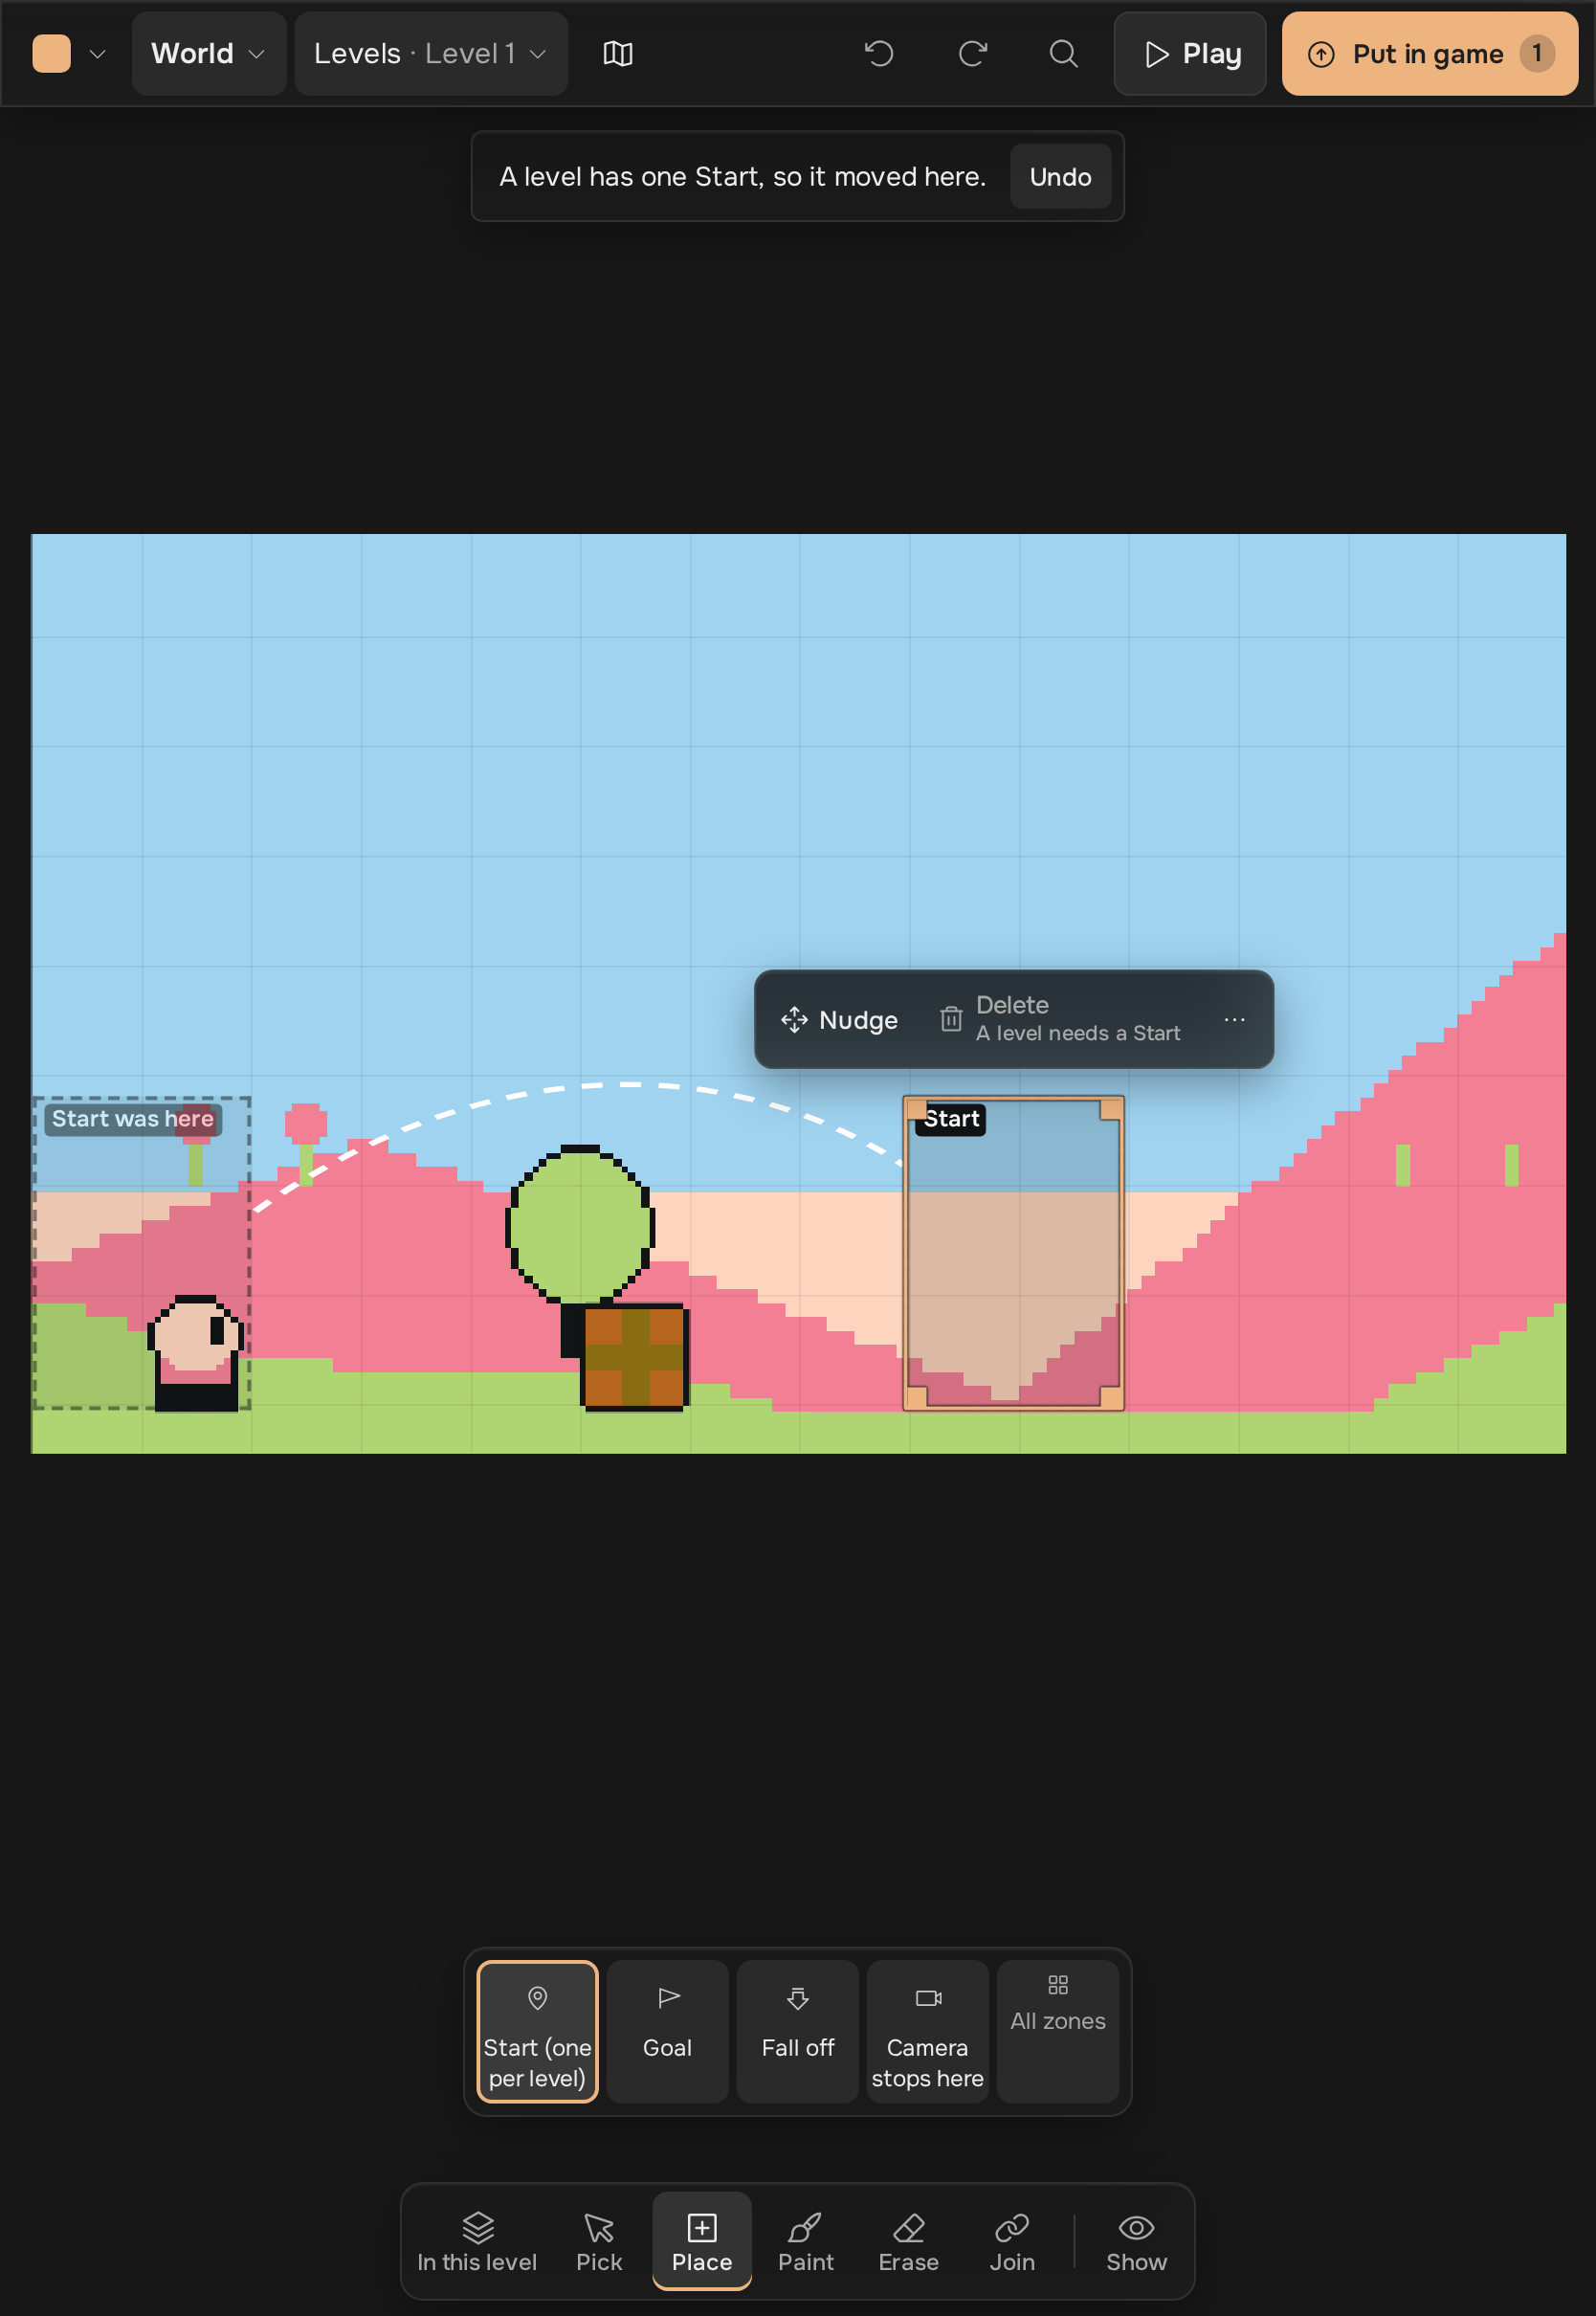 World
Levels · Level 1
Play
Put in game
1
A level has one Start, so it moved here.
Undo
Nudge
Delete
A level needs a Start
Start was here
Start
Start (one
per level)
Goal
Fall off
Camera
stops here
All zones
In this level
Pick
Place
Paint
Erase
Join
Show